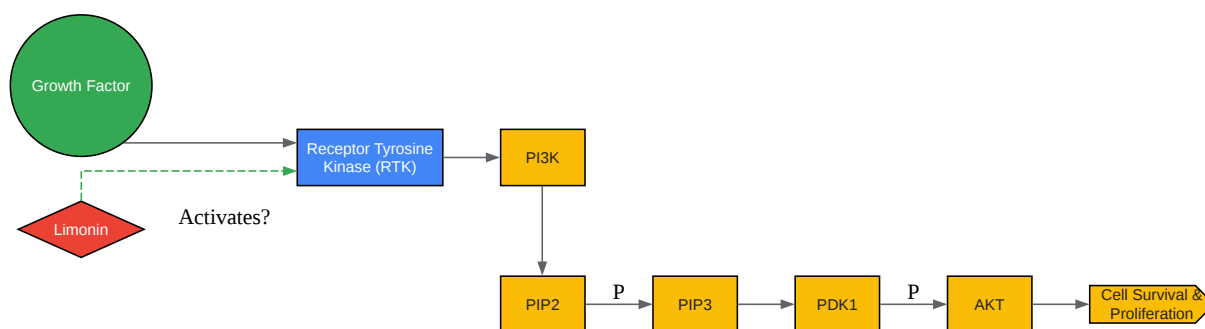 Growth Factor
Receptor Tyrosine
Kinase (RTK)
PI3K
Activates?
Limonin
PIP2
P
PIP3
PDK1
P
AKT
Cell Survival &
Proliferation